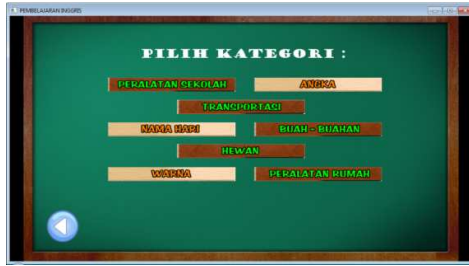 PEMBELAJARAN INGGRIS
PILIH KATEGORI :
PERALATAN SEKOLAH
ANGKA
TRANSPORTASI
NAMA HARI
BUAH - BUAHAN
HEWAN
WARNA
PERALATAN RUMAH